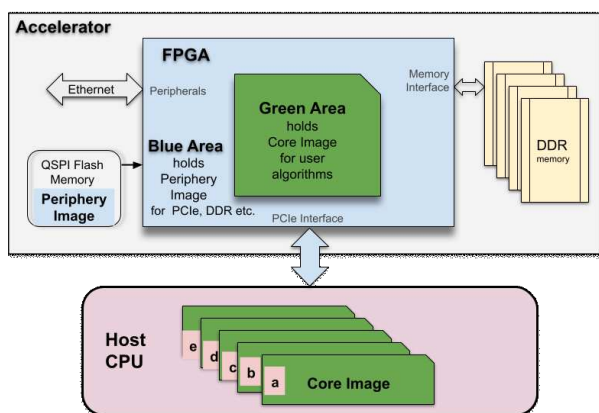 Accelerator
FPGA
Ethernet
Peripherals
Memory
Interface
Green Area
holds
Core Image
for user
algorithms
Blue Area
holds
Periphery
Image
for PCIe, DDR etc.
QSPI Flash
Memory
Periphery
Image
DDR
memory
PCIe Interface
Host
CPU
e
d
c
b
a
Core Image